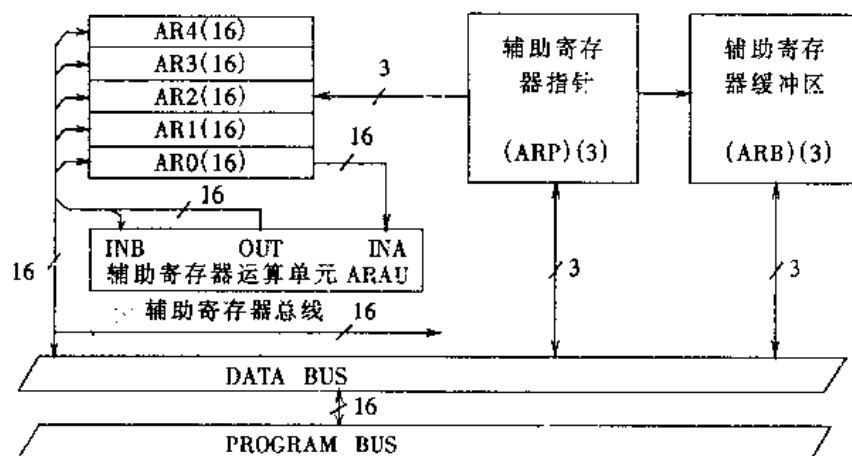 AR4(16)
AR3(16)
AR2(16)
AR1(16)
AR0(16)
3
辅助寄存
器指针
(ARP)(3)
辅助寄存
器缓冲区
(ARB)(3)
16
16
INB OUT INA
辅助寄存器运算单元 ARAU
16
3
3
辅助寄存器总线
16
DATA BUS
16
PROGRAM BUS